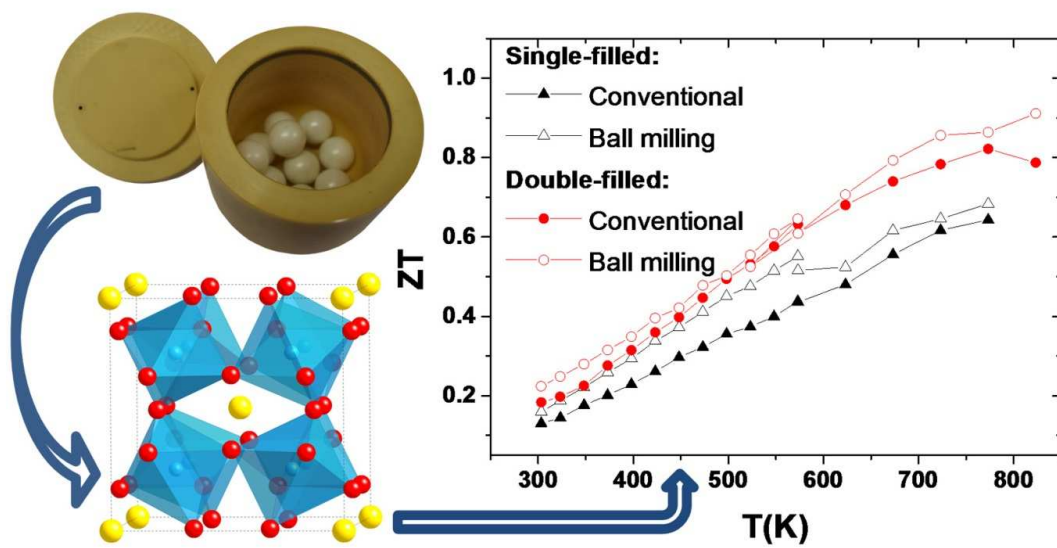 Single-filled:
Conventional
Ball milling
Double-filled:
Conventional
Ball milling
ZT
1.0
0.8
0.6
0.4
0.2
300 400 500 600 700 800
T(K)